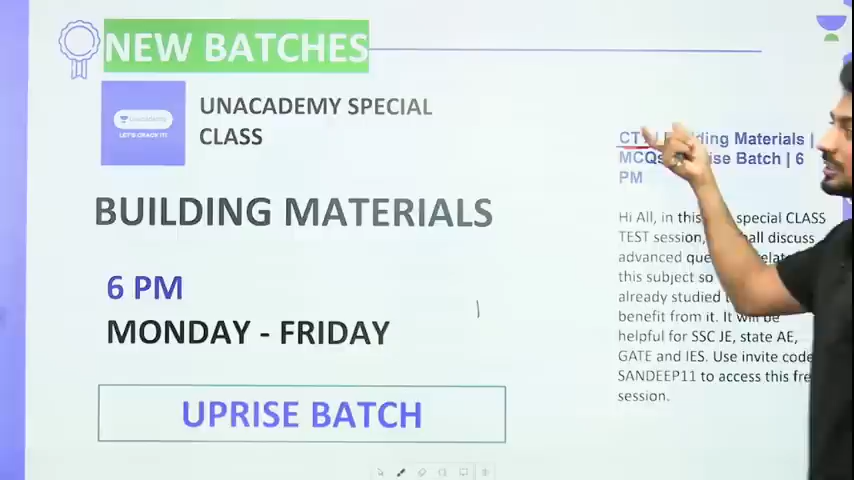 NEW BATCHES
unacademy
LET'S CRACK IT!
UNACADEMY SPECIAL
CLASS
BUILDING MATERIALS
6 PM
MONDAY - FRIDAY
UPRISE BATCH
Materials |
MCQs Batch | 6
PM
Hi All, in this special CLASS
TEST session, discuss
advanced
this subject so
already studied
benefit from it. It will be
helpful for SSC JE, state AE,
GATE and IES. Use invite code
SANDEEP11 to access this
session.